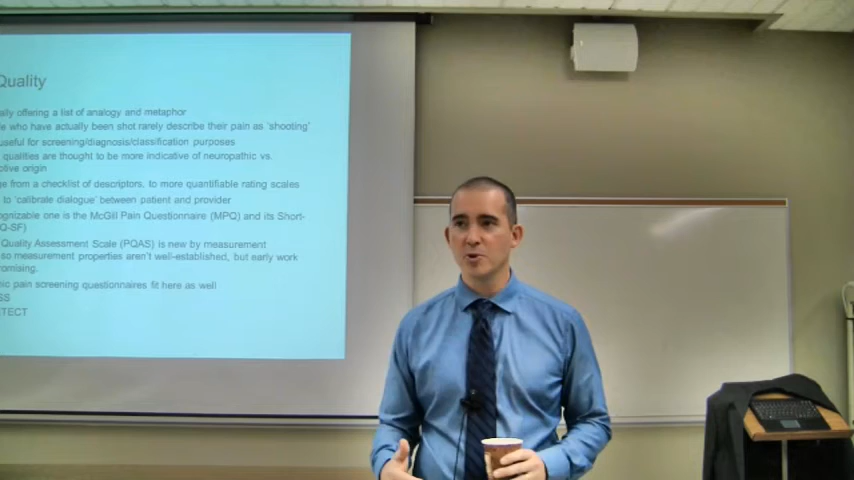 Quality
ally offering a list of analogy and metaphor
le who have actually been shot rarely describe their pain as 'shooting'
useful for screening/diagnosis/classification purposes
qualities are thought to be more indicative of neuropathic vs.
ptive origin
ge from a checklist of descriptors, to more quantifiable rating scales
to 'calibrate dialogue' between patient and provider
ognizable one is the McGill Pain Questionnaire (MPQ) and its Short-
Q-SF)
Quality Assessment Scale (PQAS) is new by measurement
so measurement properties aren't well-established, but early work
omising.
ic pain screening questionnaires fit here as well
SS
ETECT